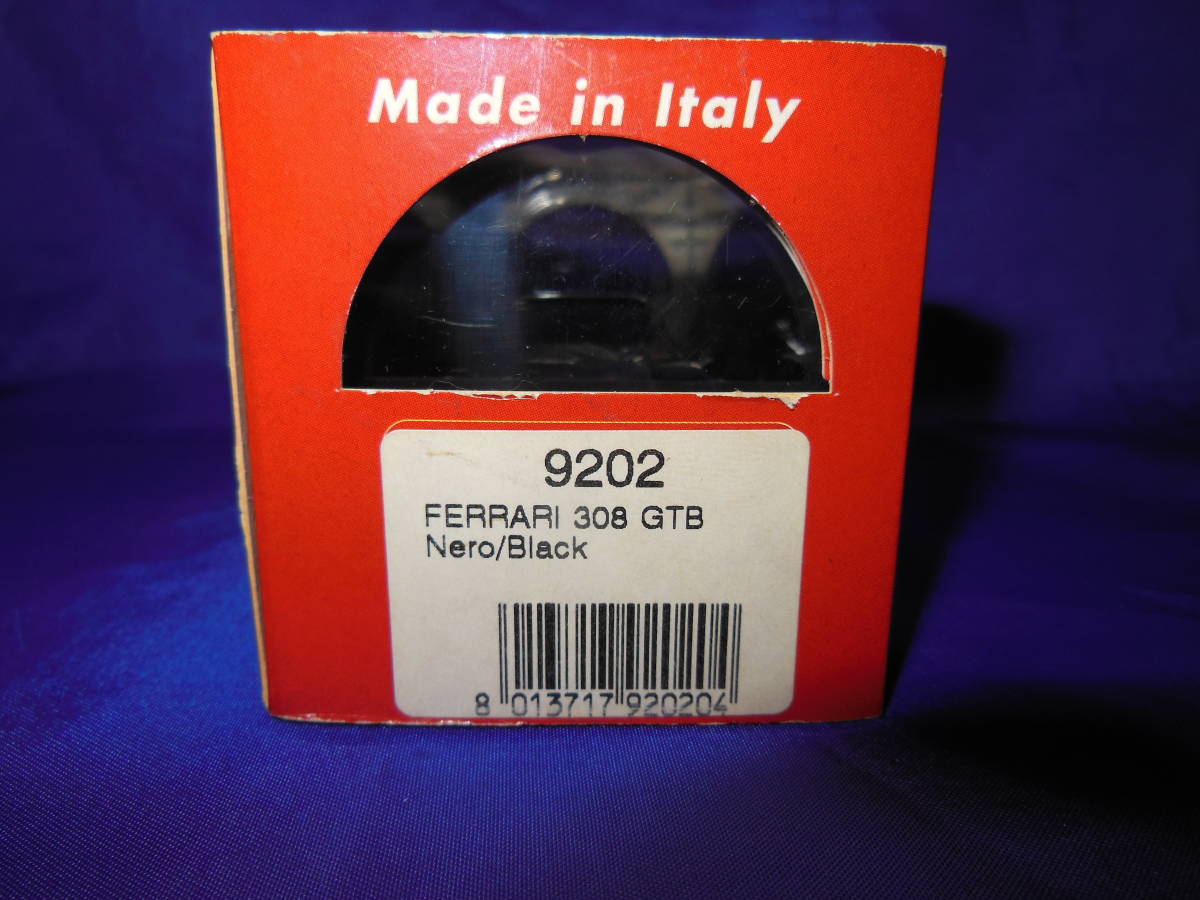 Made in Italy
9202
FERRARI 308 GTB
Nero/Black
8 013717 920204